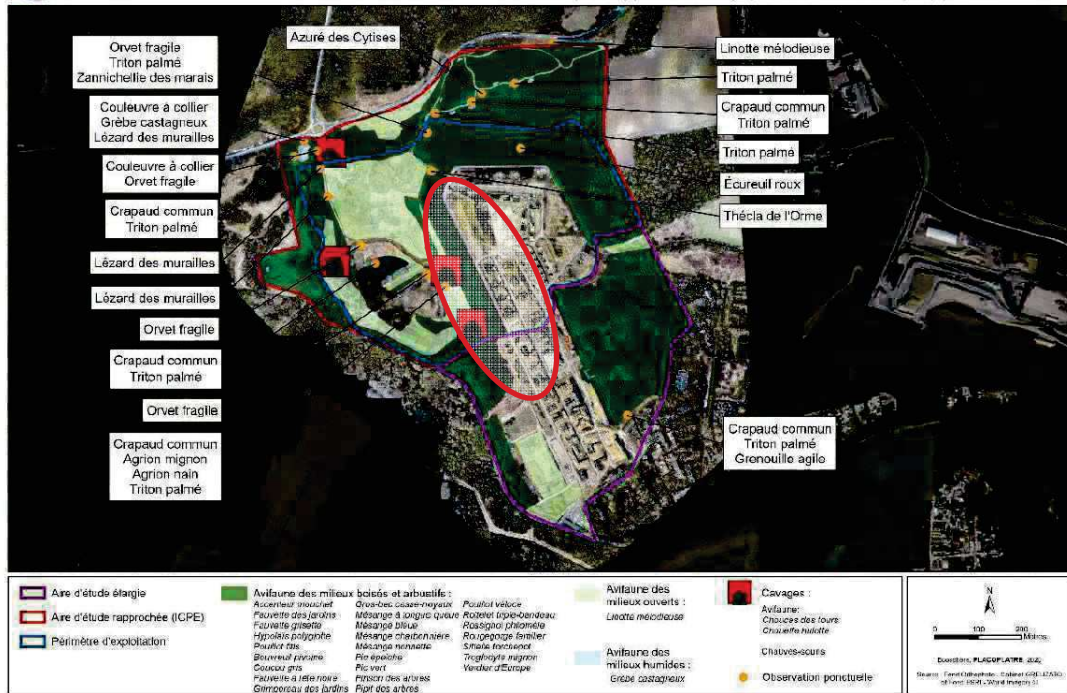 Azuré des Cytises
Orvet fragile
Triton palmé
Zannichellie des marais
Couleuvre à collier
Grèbe castagneux
Lézard des murailles
Couleuvre à collier
Orvet fragile
Crapaud commun
Triton palmé
Lézard des murailles
Lézard des murailles
Orvet fragile
Crapaud commun
Triton palmé
Orvet fragile
Crapaud commun
Agrion mignon
Agrion nain
Triton palmé
Linotte mélodieuse
Triton palmé
Crapaud commun
Triton palmé
Triton palmé
Écureuil roux
Thécla de l'Orme
Crapaud commun
Triton palmé
Grenouille agile
Aire d'étude élargie
Aire d'étude rapprochée (ICPE)
Périmètre d'exploitation
Avifaune des milieux boisés et arbustifs :
Accenteur mouchet
Fauvette des jardins
Fauvette grisette
Hypolaïs polyglotte
Pouillot fitis
Bouvreuil pivoine
Coucou gris
Fauvette à tête noire
Grimpereau des jardins
Gros-bec casse-noyaux
Mésange à longue queue
Mésange bleue
Mésange charbonnière
Mésange nonnette
Pic épeiche
Pic vert
Pinson des arbres
Pipit des arbres
Pouillot véloce
Roitelet triple-bandeau
Rossignol philomèle
Rougegorge familier
Sittelle torchepot
Troglodyte mignon
Verdier d'Europe
Avifaune des
milieux ouverts :
Linotte mélodieuse
Avifaune des
milieux humides :
Grèbe castagneux
Cavages :
Avifaune:
Choucas des tours
Chouette hulotte
Chauves-souris
Observation ponctuelle
N
0 100 200
Mètres
Ecosphère, PLACOPLATRE, 2020